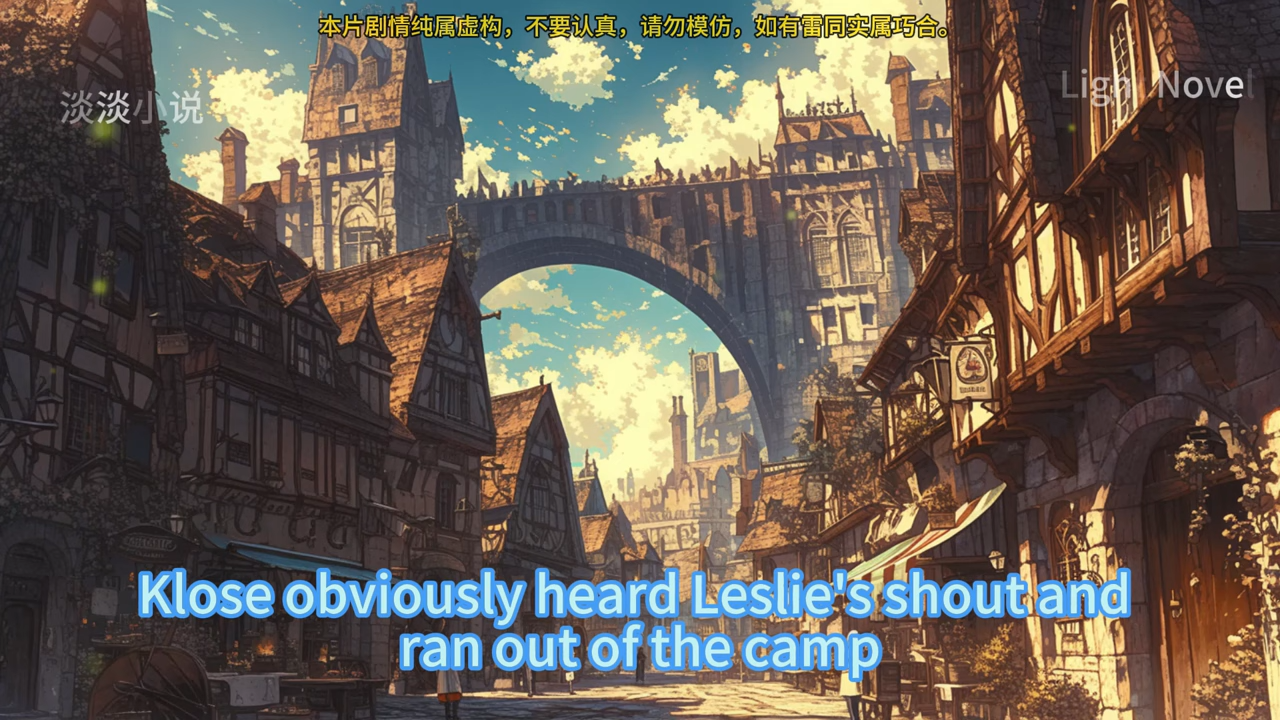 本片剧情纯属虚构，不要认真，请勿模仿，如有雷同实属巧合。
淡淡小说
Light Novel
Klose obviously heard Leslie's shout and
ran out of the camp